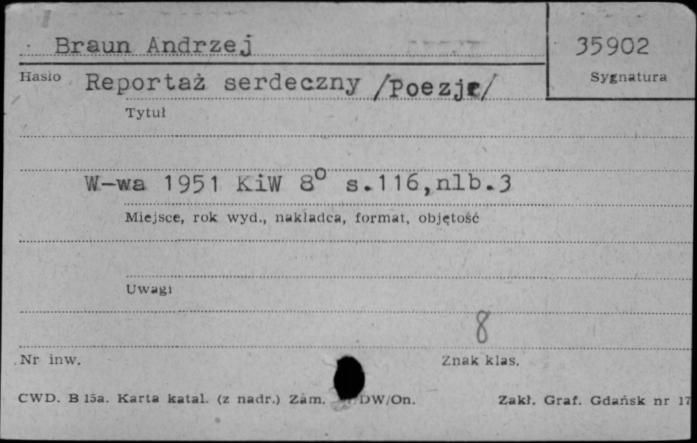 Braun Andrzej
35902
Hasło
Sygnatura
Reportaż serdeczny /Poezje/
Tytuł
W-wa 1951 KiW 8° s.116,nlb.3
Miejsce, rok wyd., nakładca, format, objętość
Uwagi
8
Nr inw.
Znak klas.
CWD. B 15a. Karta katal. (z nadr.) Zam. DW/On.
Zakł. Graf. Gdańsk nr 17